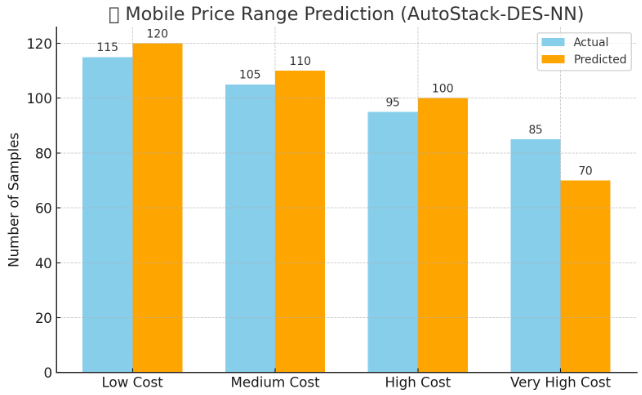 Mobile Price Range Prediction (AutoStack-DES-NN)
Actual
Predicted
115
120
105
110
95
100
85
70
Number of Samples
120
100
80
60
40
20
0
Low Cost
Medium Cost
High Cost
Very High Cost